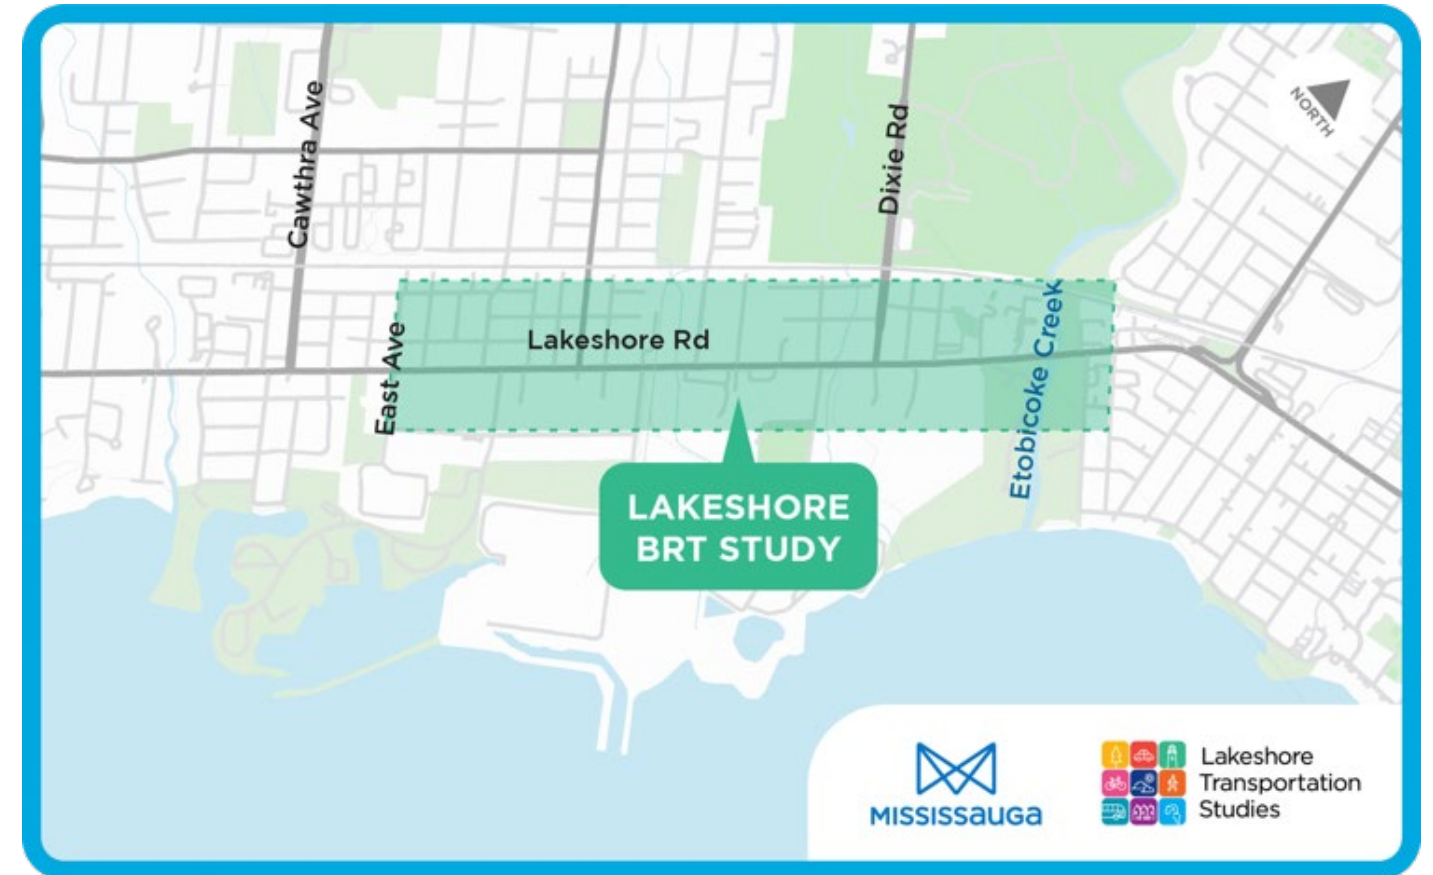 Cawthra Ave
Dixie Rd
NORTH
East Ave
Lakeshore Rd
Etobicoke Creek
LAKESHORE
BRT STUDY
MISSISSAUGA
Lakeshore
Transportation
Studies